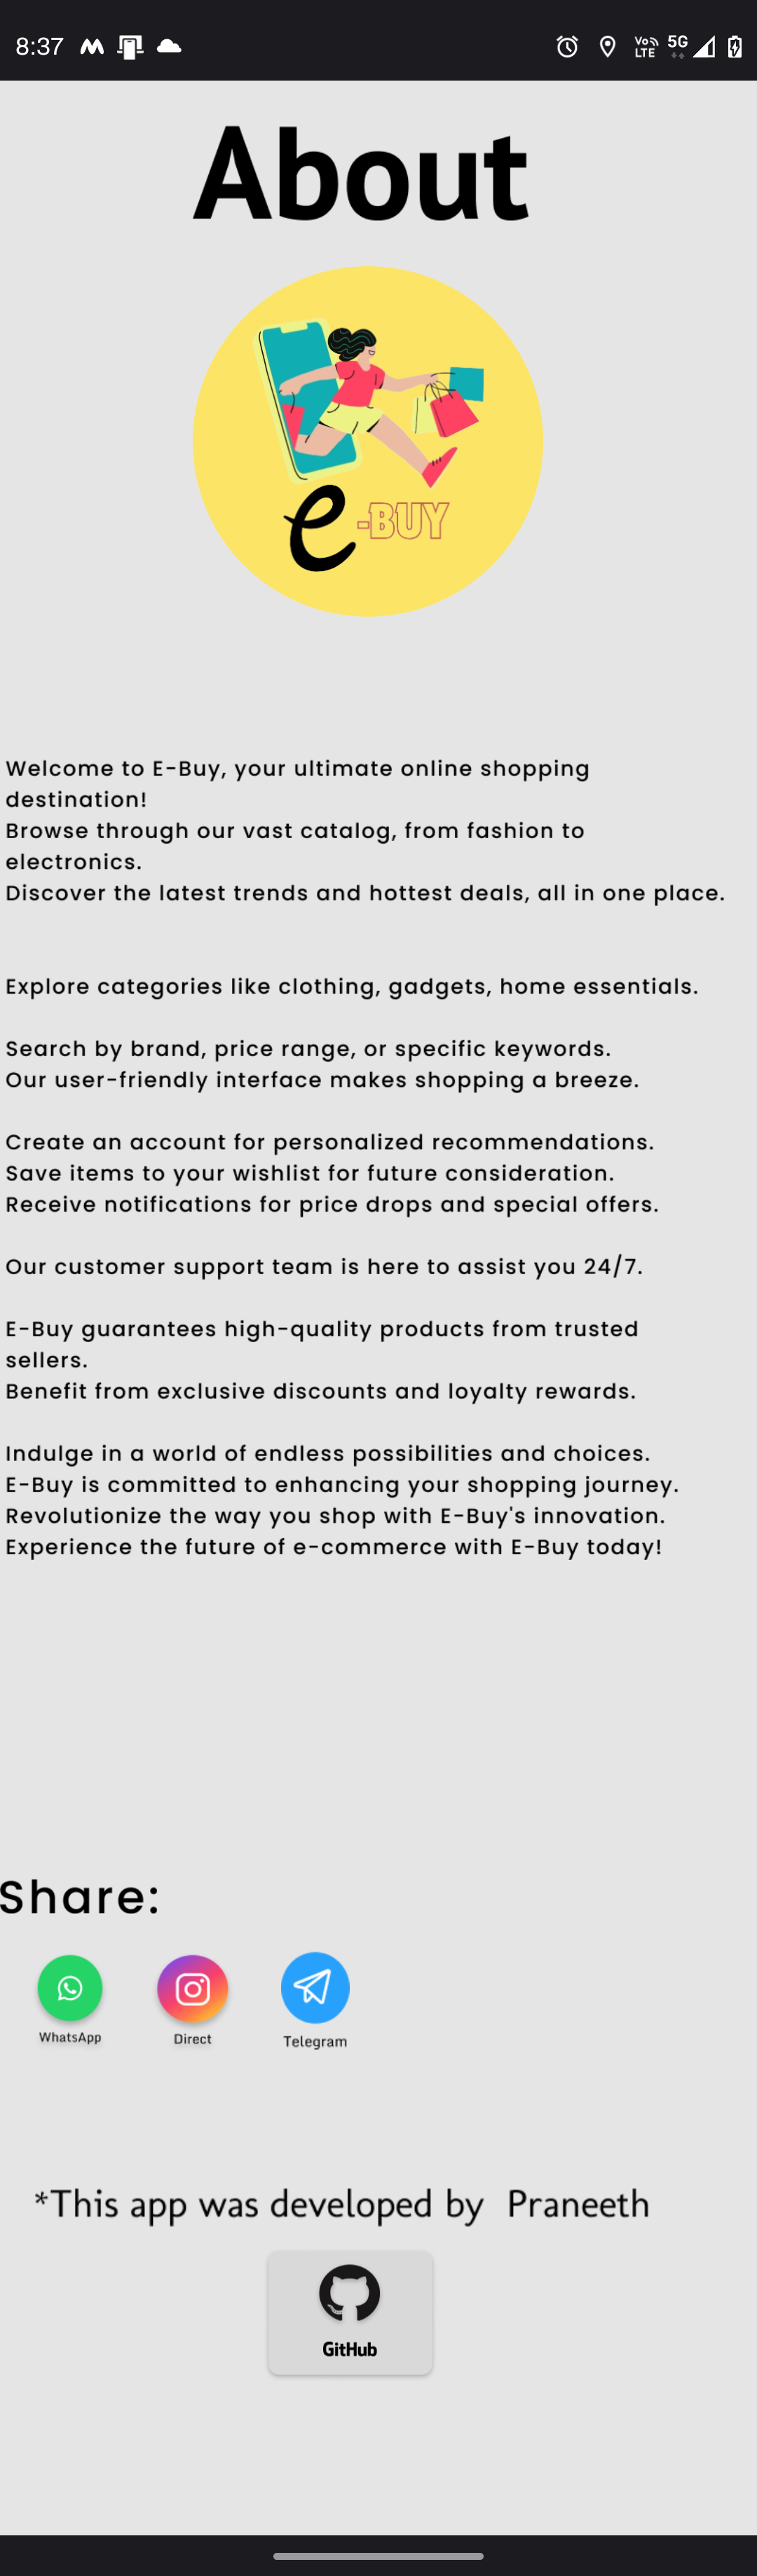 8:37
Vo LTE 5G
About
e-BUY
Welcome to E-Buy, your ultimate online shopping
destination!
Browse through our vast catalog, from fashion to
electronics.
Discover the latest trends and hottest deals, all in one place.
Explore categories like clothing, gadgets, home essentials.
Search by brand, price range, or specific keywords.
Our user-friendly interface makes shopping a breeze.
Create an account for personalized recommendations.
Save items to your wishlist for future consideration.
Receive notifications for price drops and special offers.
Our customer support team is here to assist you 24/7.
E-Buy guarantees high-quality products from trusted
sellers.
Benefit from exclusive discounts and loyalty rewards.
Indulge in a world of endless possibilities and choices.
E-Buy is committed to enhancing your shopping journey.
Revolutionize the way you shop with E-Buy's innovation.
Experience the future of e-commerce with E-Buy today!
Share:
WhatsApp Direct Telegram
*This app was developed by  Praneeth
GitHub